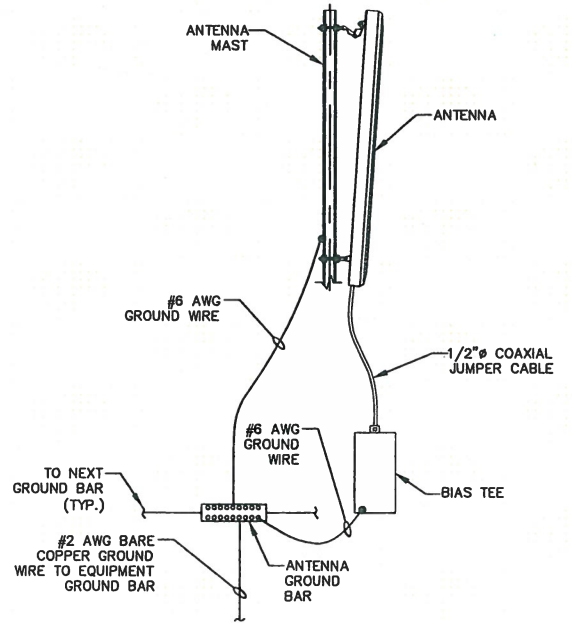 ANTENNA
MAST
ANTENNA
#6 AWG
GROUND WIRE
1/2"ø COAXIAL
JUMPER CABLE
#6 AWG
GROUND
WIRE
TO NEXT
GROUND BAR
(TYP.)
BIAS TEE
#2 AWG BARE
COPPER GROUND
WIRE TO EQUIPMENT
GROUND BAR
ANTENNA
GROUND
BAR